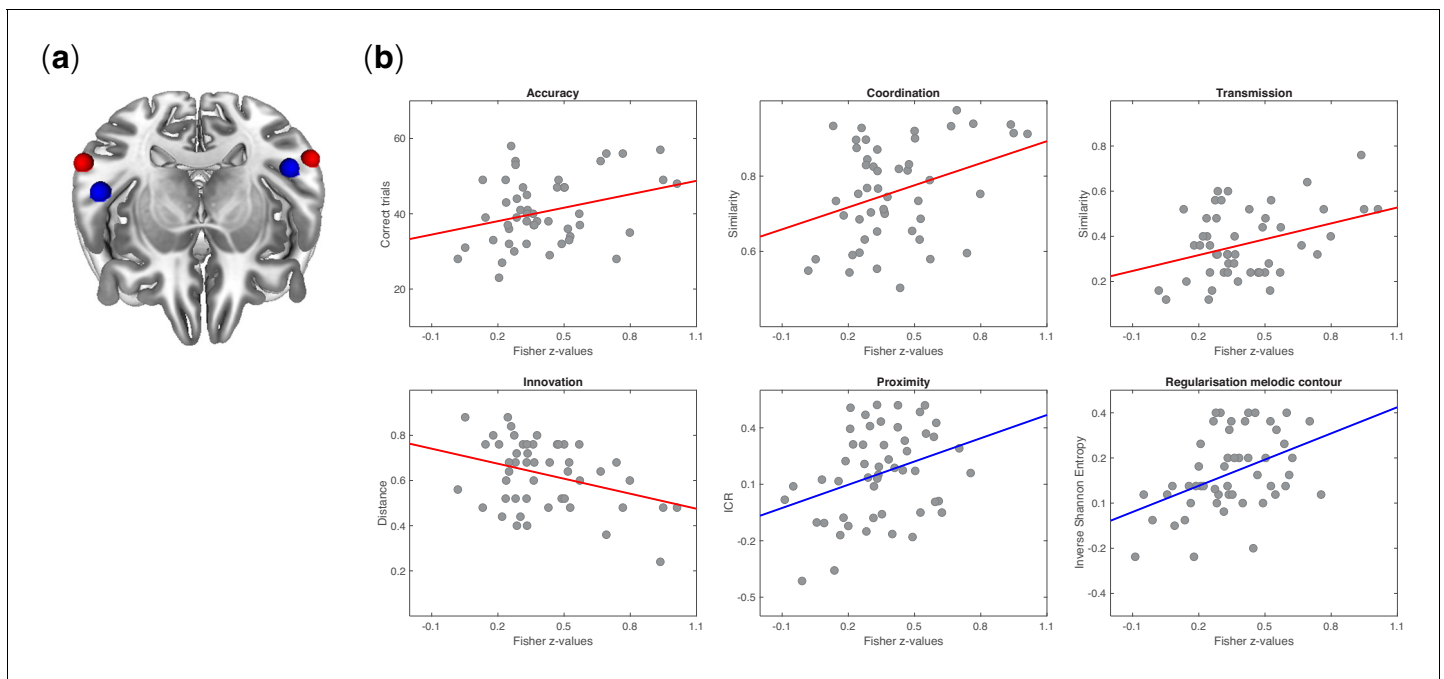 (a)
(b)
Accuracy
Correct trials
60
40
20
-0.1 0.2 0.5 0.8 1.1
Fisher z-values
Coordination
Similarity
0.8
0.6
-0.1 0.2 0.5 0.8 1.1
Fisher z-values
Transmission
Similarity
0.8
0.6
0.4
0.2
-0.1 0.2 0.5 0.8 1.1
Fisher z-values
Innovation
Distance
0.8
0.6
0.4
0.2
-0.1 0.2 0.5 0.8 1.1
Fisher z-values
Proximity
ICR
0.4
0.1
-0.2
-0.5
-0.1 0.2 0.5 0.8 1.1
Fisher z-values
Regularisation melodic contour
Inverse Shannon Entropy
0.4
0.2
0.1
-0.2
-0.4
-0.1 0.2 0.5 0.8 1.1
Fisher z-values